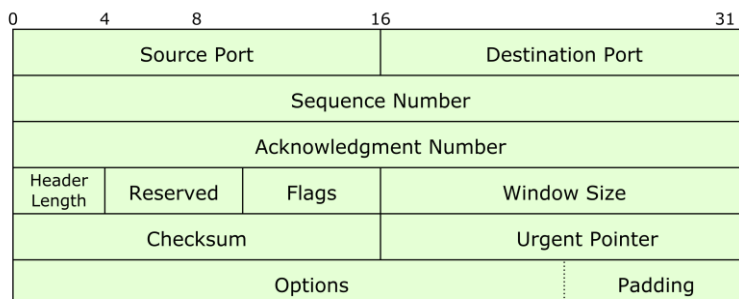 0 4 8 16 31
Source Port Destination Port
Sequence Number
Acknowledgment Number
Header
Length Reserved Flags Window Size
Checksum Urgent Pointer
Options Padding